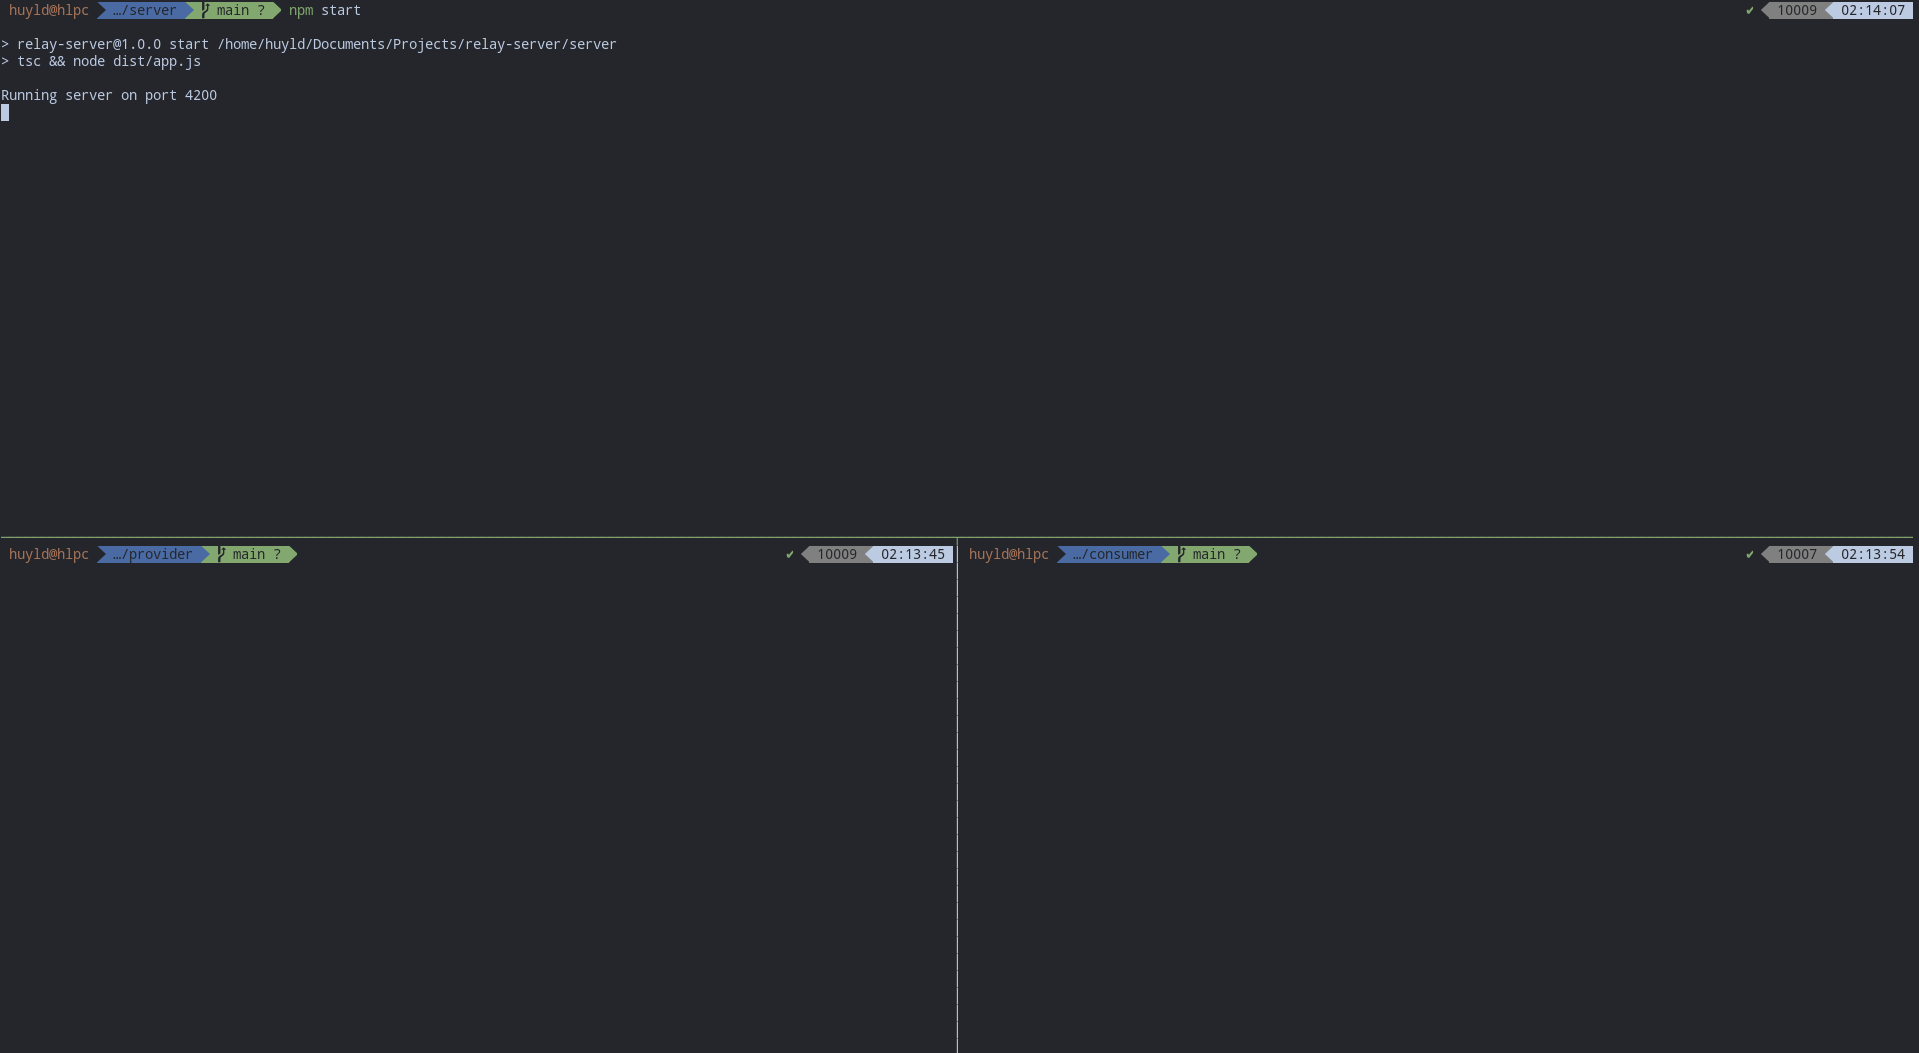 huyld@hlpc …/server main ? npm start ✔ 10009 02:14:07
> relay-server@1.0.0 start /home/huyld/Documents/Projects/relay-server/server
> tsc && node dist/app.js
Running server on port 4200
huyld@hlpc …/provider main ? ✔ 10009 02:13:45
huyld@hlpc …/consumer main ? ✔ 10007 02:13:54